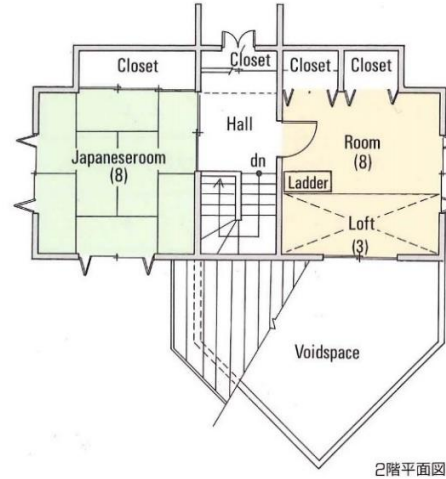 Closet
Closet
Closet
Closet
Hall
Japaneseroom
(8)
Room
(8)
dn
Ladder
Loft
(3)
Voidspace
2階平面図